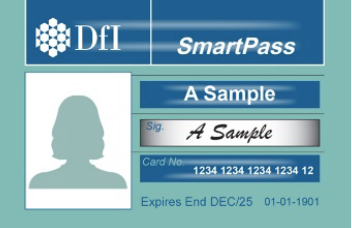 DfI
SmartPass
A Sample
Sig.
A Sample
Card No.
1234 1234 1234 1234 12
Expires End DEC/25 01-01-1901